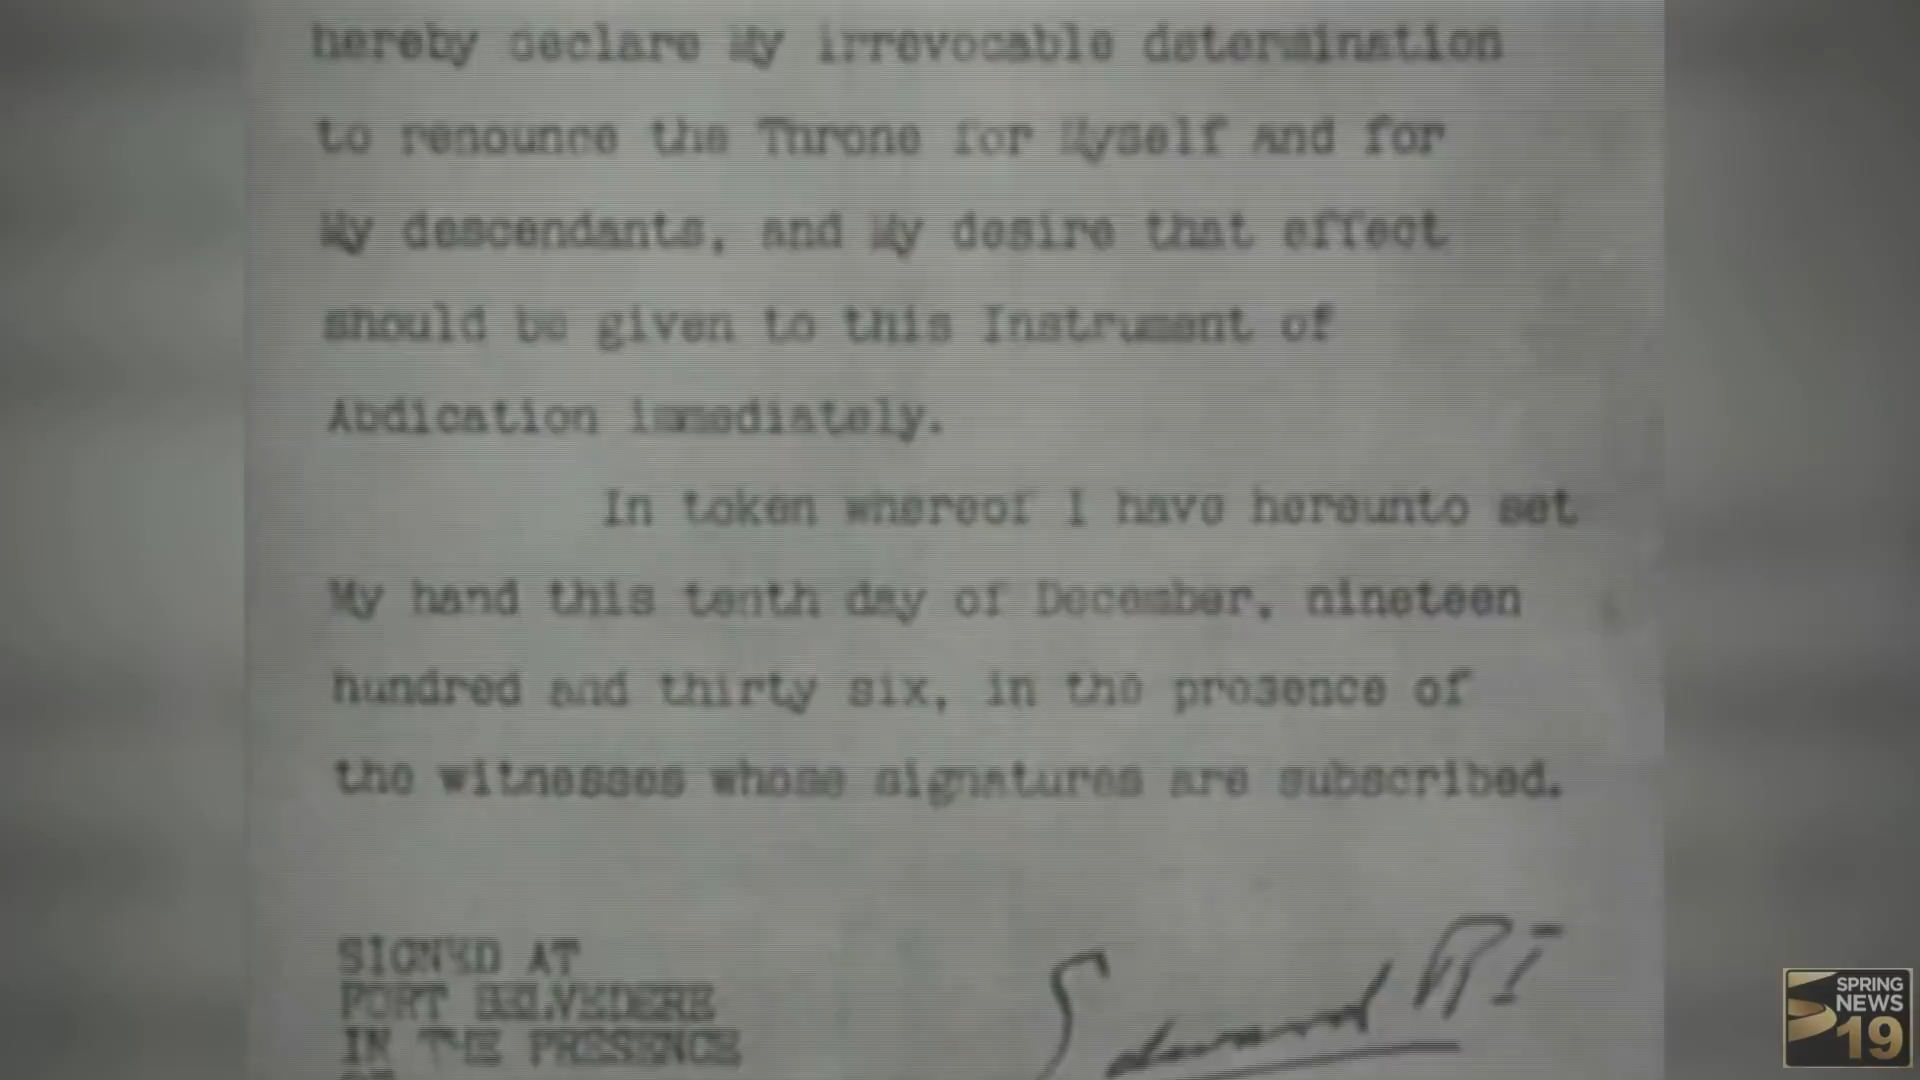 hereby declare My irrevocable determination
to renounce the Throne for Myself and for
My descendants, and My desire that effect
should be given to this Instrument of
Abdication immediately.
In token whereof I have hereunto set
My hand this tenth day of December, nineteen
hundred and thirty six, in the presence of
the witnesses whose signatures are subscribed.
SIGNED AT
FORT BELVEDERE
IN THE PRESENCE
OF
Edward RI
SPRING
NEWS
19